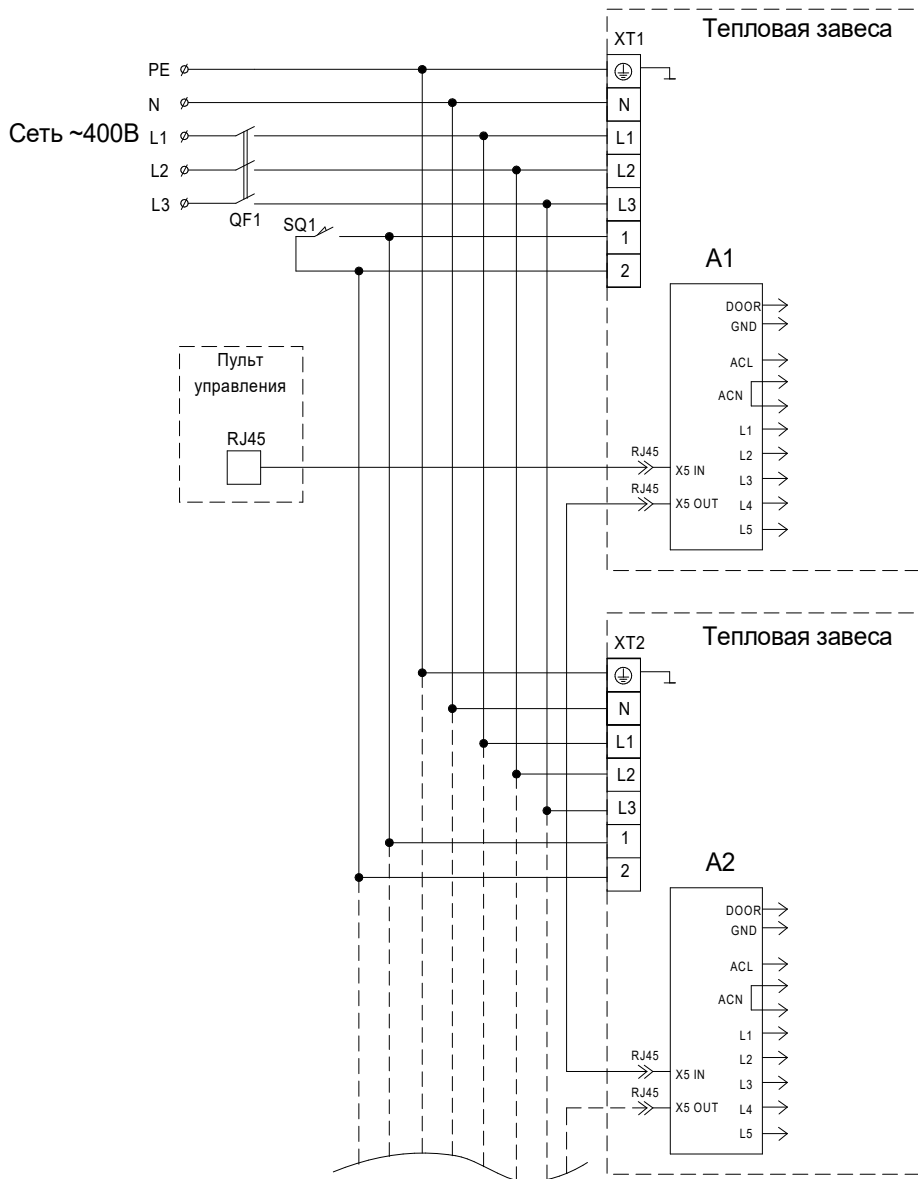 Тепловая завеса
XT1
PE
N
N
Сеть ~400В
L1
L1
L2
L2
L3
L3
QF1
SQ1
1
2
A1
DOOR
GND
ACL
ACN
L1
L2
L3
L4
L5
Пульт
управления
RJ45
RJ45
X5 IN
RJ45
X5 OUT
Тепловая завеса
XT2
N
L1
L2
L3
1
2
A2
DOOR
GND
ACL
ACN
L1
L2
L3
L4
L5
RJ45
X5 IN
RJ45
X5 OUT